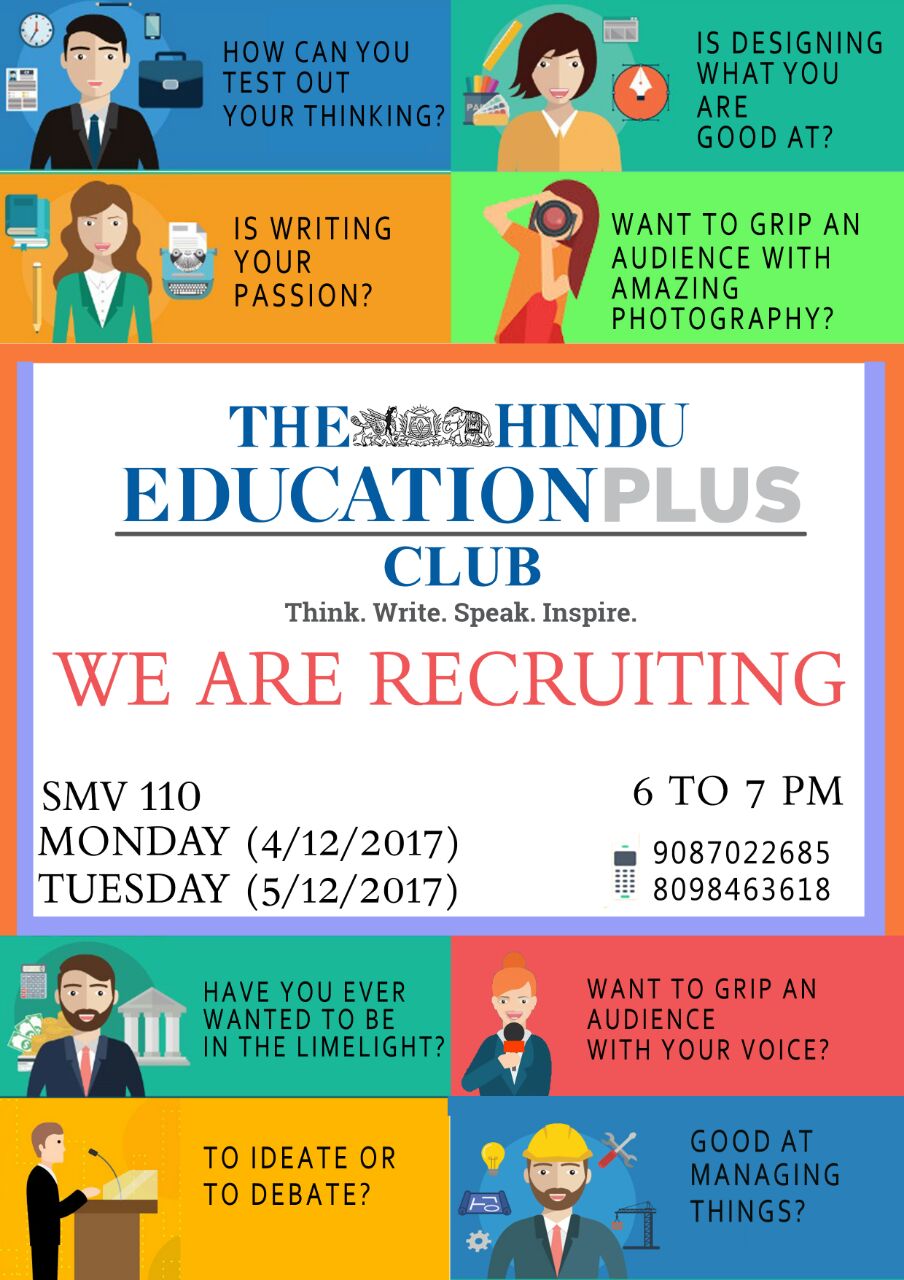 HOW CAN YOU
TEST OUT
YOUR THINKING?
IS DESIGNING
WHAT YOU
ARE
GOOD AT?
IS WRITING
YOUR
PASSION?
WANT TO GRIP AN
AUDIENCE WITH
AMAZING
PHOTOGRAPHY?
THE HINDU
EDUCATIONPLUS
CLUB
Think. Write. Speak. Inspire.
WE ARE RECRUITING
SMV 110
MONDAY (4/12/2017)
TUESDAY (5/12/2017)
6 TO 7 PM
9087022685
8098463618
HAVE YOU EVER
WANTED TO BE
IN THE LIMELIGHT?
WANT TO GRIP AN
AUDIENCE
WITH YOUR VOICE?
TO IDEATE OR
TO DEBATE?
GOOD AT
MANAGING
THINGS?